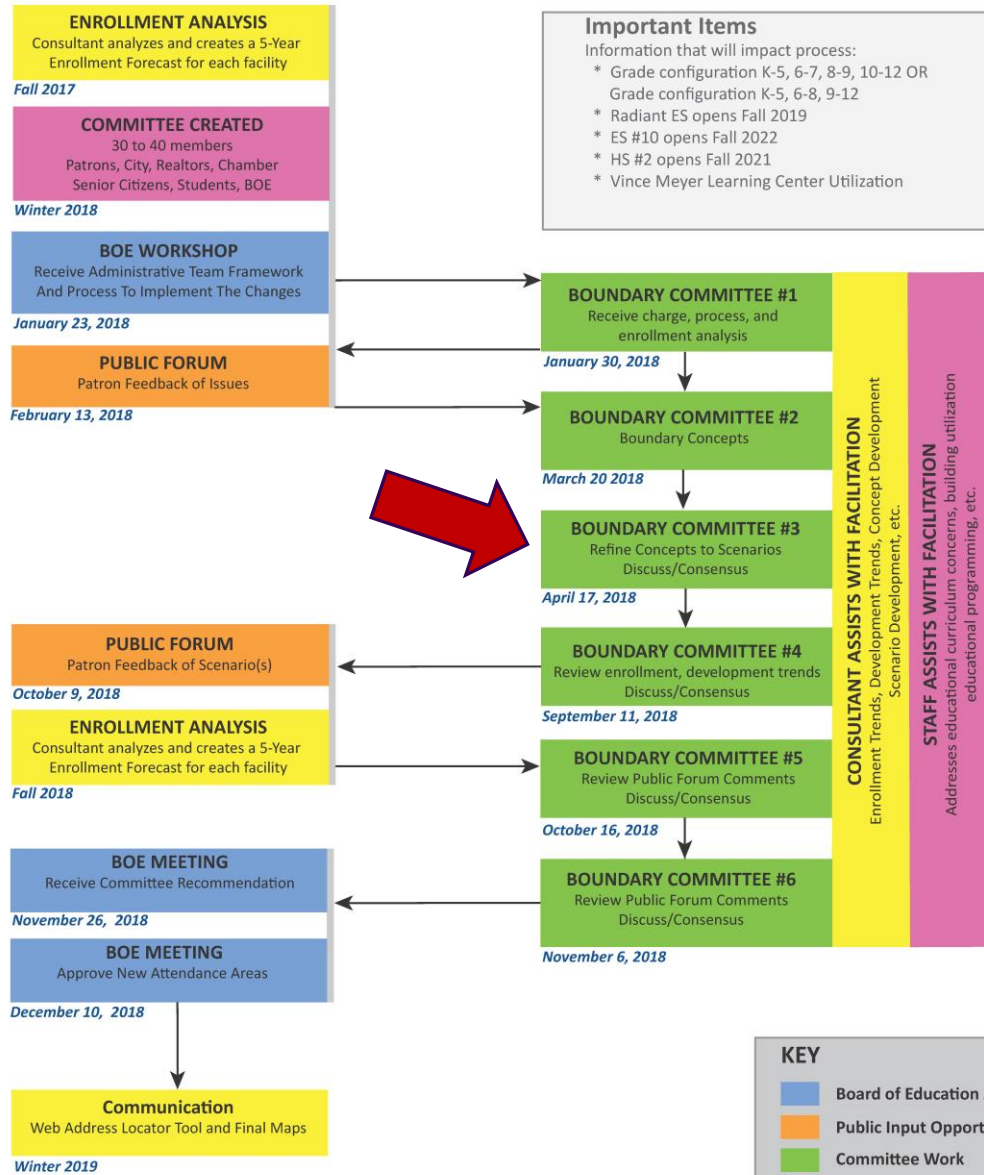 ENROLLMENT ANALYSIS
Consultant analyzes and creates a 5-Year
Enrollment Forecast for each facility
Fall 2017
COMMITTEE CREATED
30 to 40 members
Patrons, City, Realtors, Chamber
Senior Citizens, Students, BOE
Winter 2018
BOE WORKSHOP
Receive Administrative Team Framework
And Process To Implement The Changes
January 23, 2018
PUBLIC FORUM
Patron Feedback of Issues
February 13, 2018
PUBLIC FORUM
Patron Feedback of Scenario(s)
October 9, 2018
ENROLLMENT ANALYSIS
Consultant analyzes and creates a 5-Year
Enrollment Forecast for each facility
Fall 2018
BOE MEETING
Receive Committee Recommendation
November 26, 2018
BOE MEETING
Approve New Attendance Areas
December 10, 2018
Communication
Web Address Locator Tool and Final Maps
Winter 2019
Important Items
Information that will impact process:
* Grade configuration K-5, 6-7, 8-9, 10-12 OR
Grade configuration K-5, 6-8, 9-12
* Radiant ES opens Fall 2019
* ES #10 opens Fall 2022
* HS #2 opens Fall 2021
* Vince Meyer Learning Center Utilization
BOUNDARY COMMITTEE #1
Receive charge, process, and
enrollment analysis
January 30, 2018
BOUNDARY COMMITTEE #2
Boundary Concepts
March 20 2018
BOUNDARY COMMITTEE #3
Refine Concepts to Scenarios
Discuss/Consensus
April 17, 2018
BOUNDARY COMMITTEE #4
Review enrollment, development trends
Discuss/Consensus
September 11, 2018
BOUNDARY COMMITTEE #5
Review Public Forum Comments
Discuss/Consensus
October 16, 2018
BOUNDARY COMMITTEE #6
Review Public Forum Comments
Discuss/Consensus
November 6, 2018
CONSULTANT ASSISTS WITH FACILITATION
Enrollment Trends, Development Trends, Concept Development
Scenario Development, etc.
STAFF ASSISTS WITH FACILITATION
Addresses educational curriculum concerns, building utilization
educational programming, etc.
KEY
Board of Education
Public Input
Committee Work